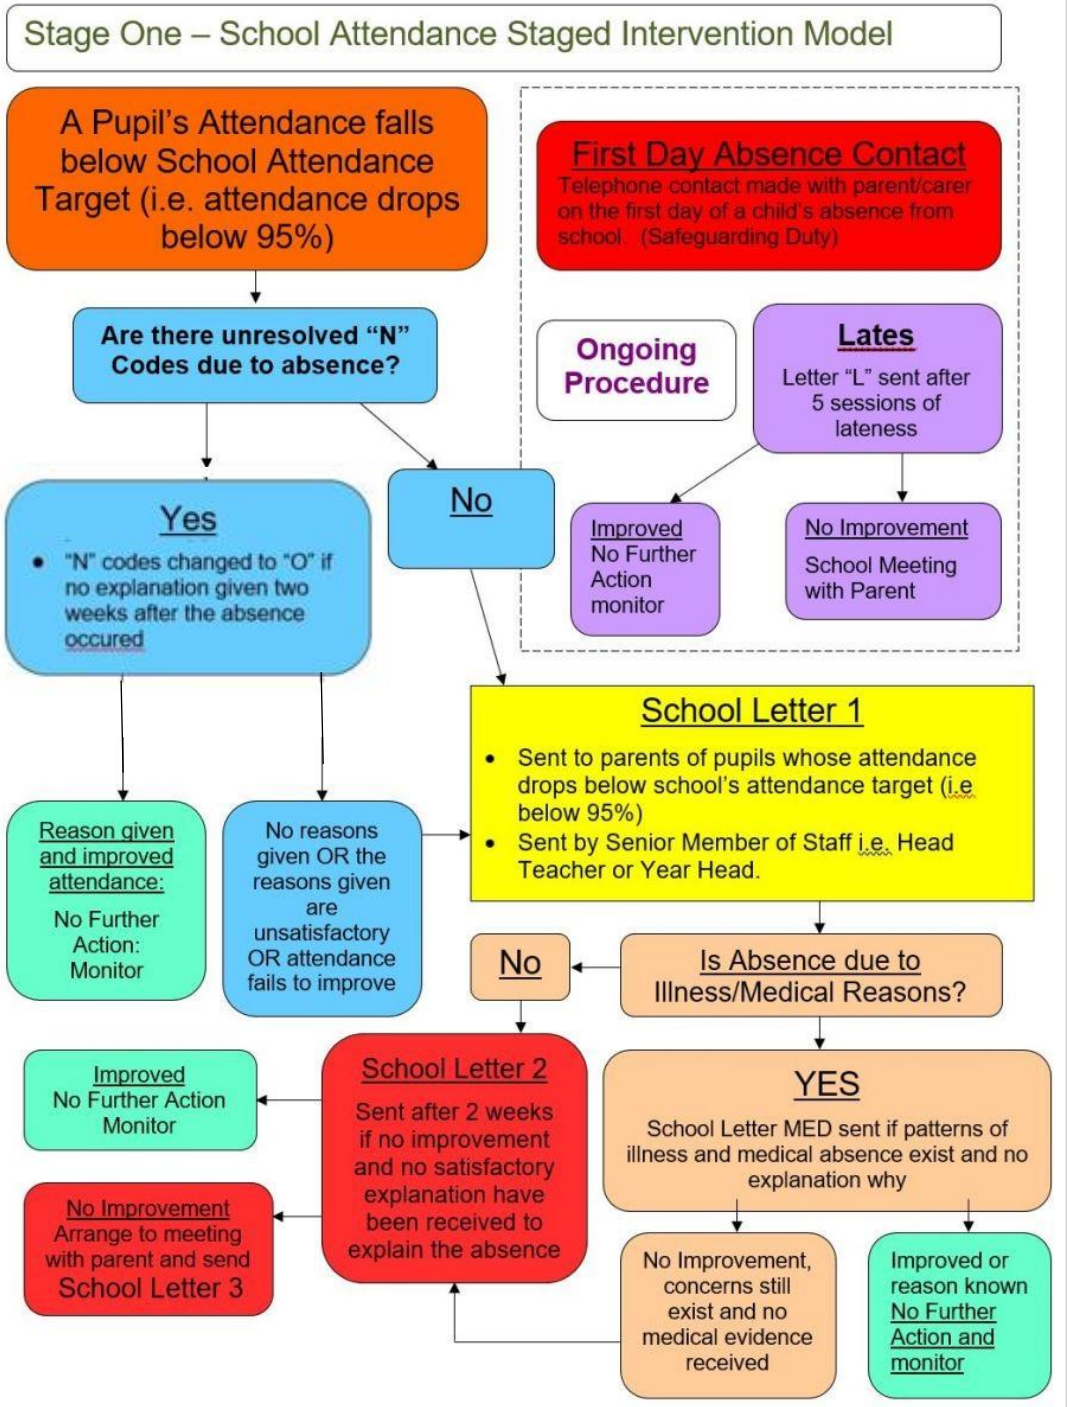 Stage One – School Attendance Staged Intervention Model
A Pupil’s Attendance falls
below School Attendance
Target (i.e. attendance drops
below 95%)
First Day Absence Contact
Telephone contact made with parent/carer
on the first day of a child’s absence from
school. (Safeguarding Duty)
Are there unresolved “N”
Codes due to absence?
Ongoing
Procedure
Lates
Letter “L” sent after
5 sessions of
lateness
Yes
• “N” codes changed to “O” if
no explanation given two
weeks after the absence
occured
No
Improved
No Further
Action
monitor
No Improvement
School Meeting
with Parent
School Letter 1
• Sent to parents of pupils whose attendance
drops below school’s attendance target (i.e
below 95%)
• Sent by Senior Member of Staff i.e. Head
Teacher or Year Head.
Reason given
and improved
attendance:
No Further
Action:
Monitor
No reasons
given OR the
reasons given
are
unsatisfactory
OR attendance
fails to improve
No
Is Absence due to
Illness/Medical Reasons?
Improved
No Further Action
Monitor
School Letter 2
Sent after 2 weeks
if no improvement
and no satisfactory
explanation have
been received to
explain the absence
YES
School Letter MED sent if patterns of
illness and medical absence exist and no
explanation why
No Improvement
Arrange to meeting
with parent and send
School Letter 3
No Improvement,
concerns still
exist and no
medical evidence
received
Improved or
reason known
No Further
Action and
monitor